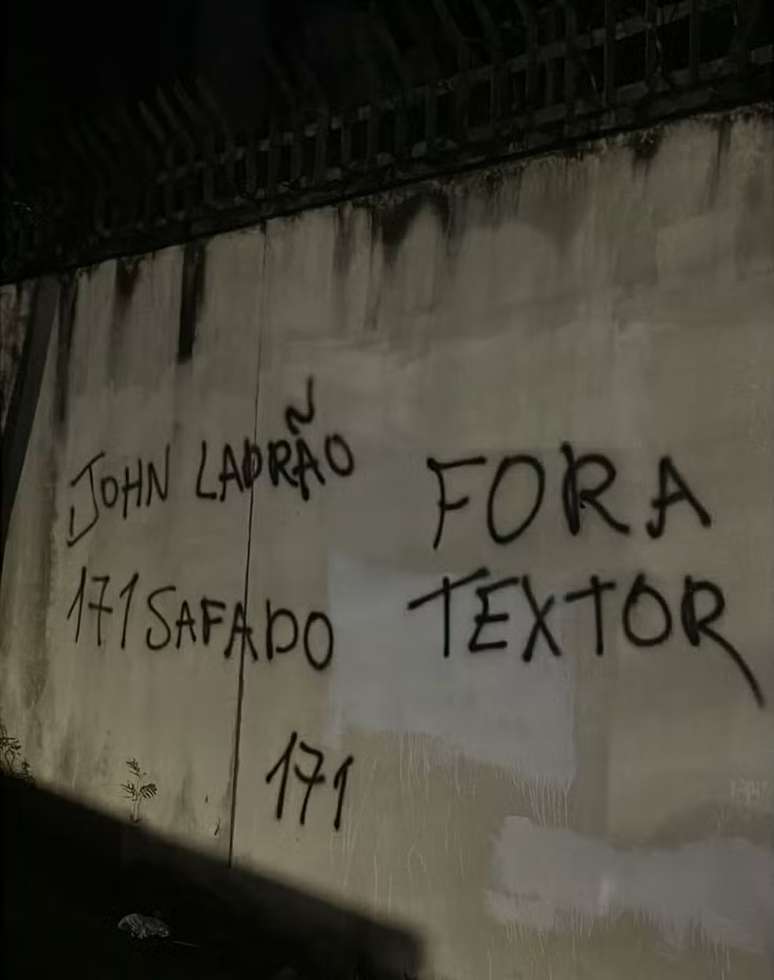 JOHN LADRÃO
171 SAFADO
171
FORA
TEXTOR